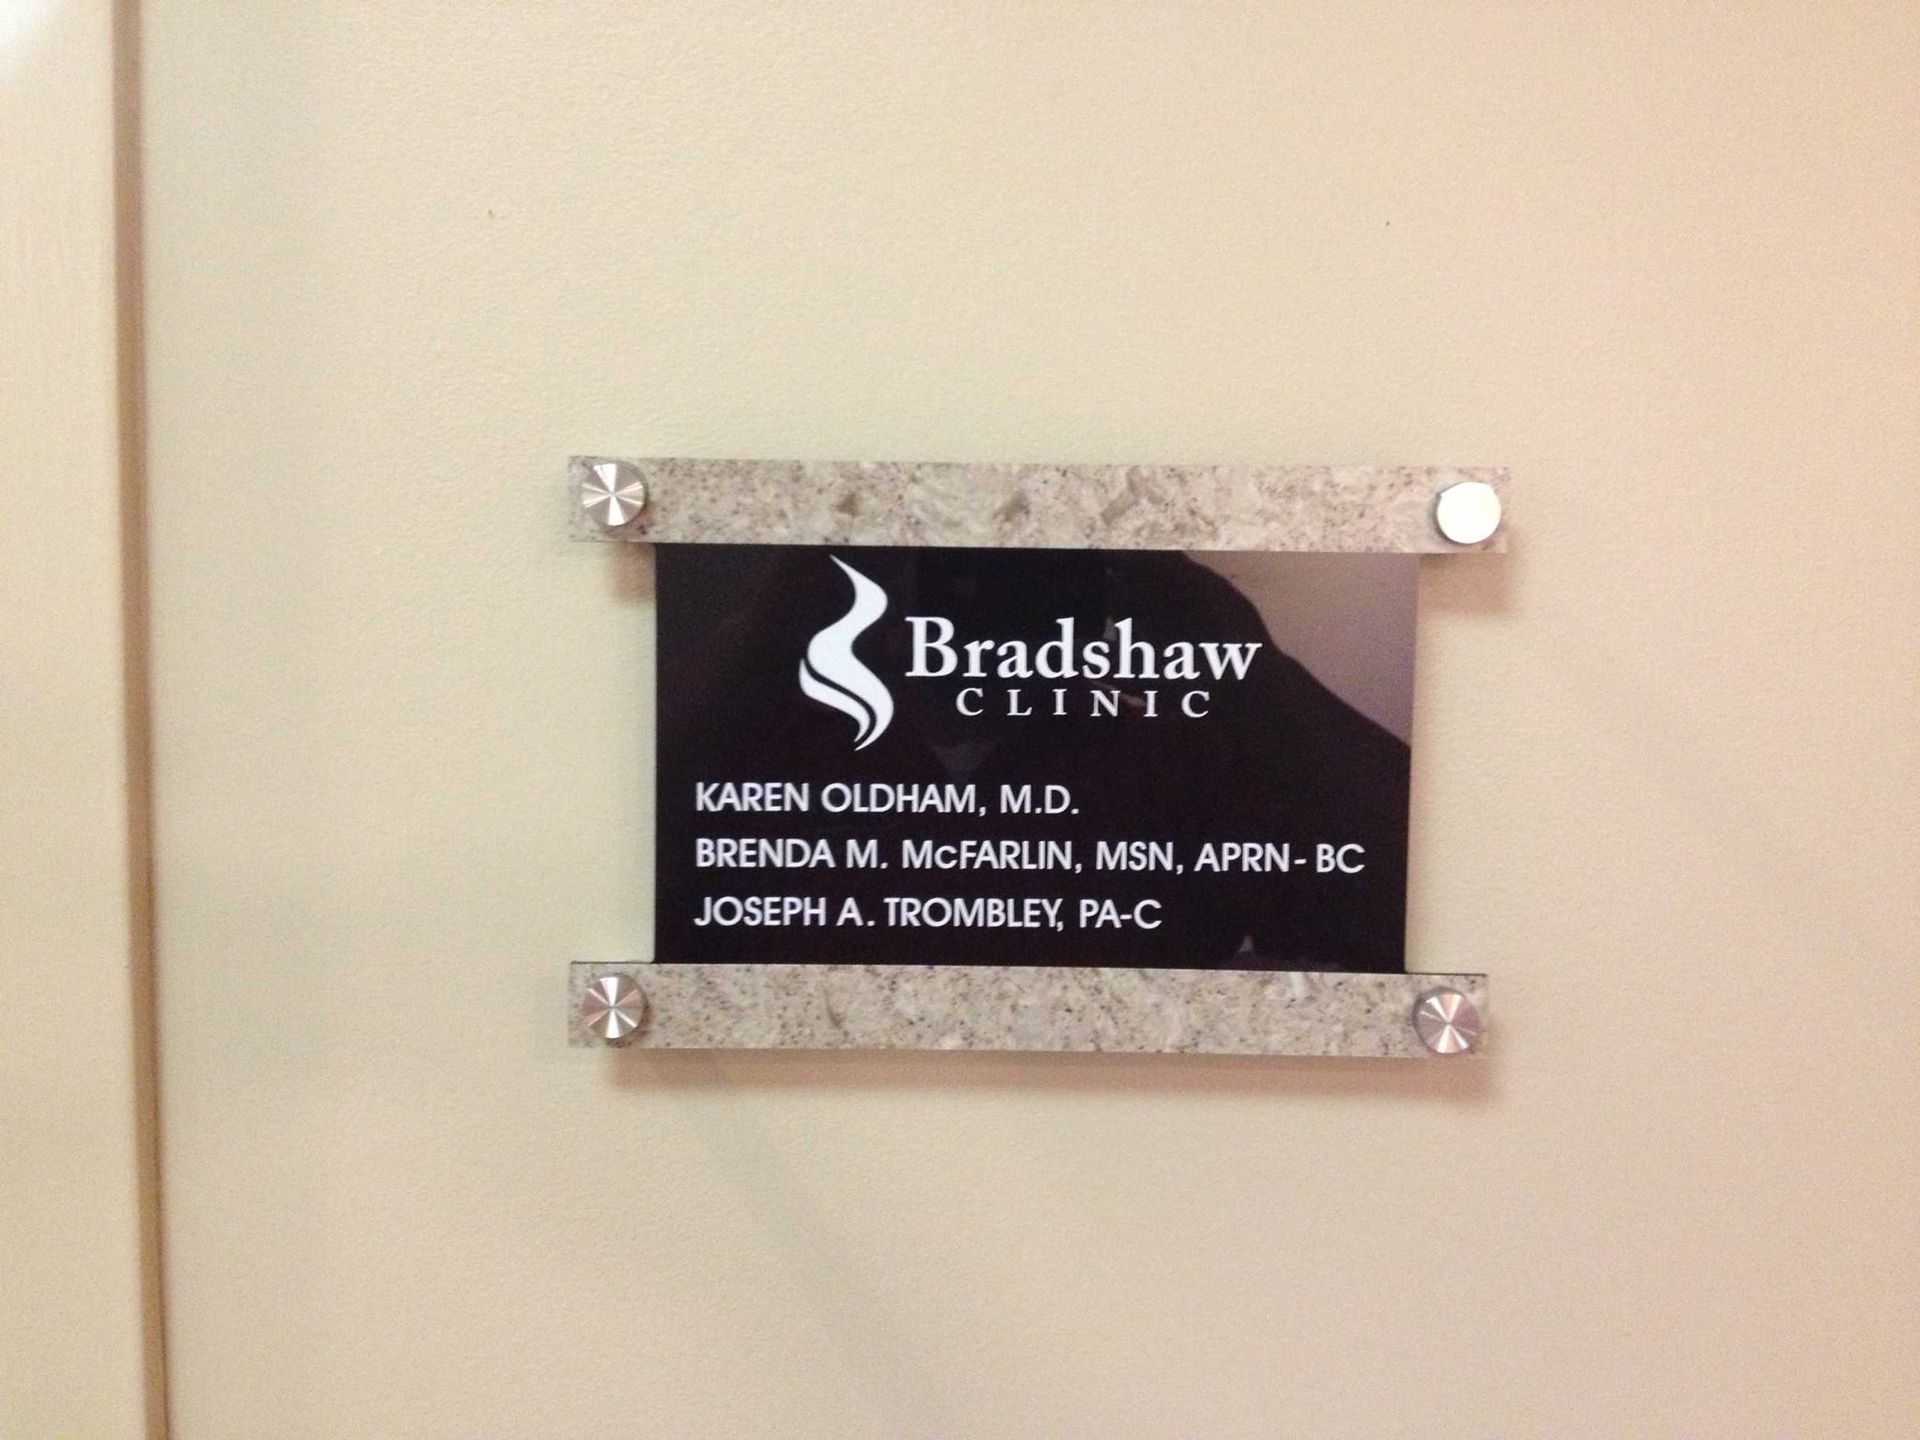 Bradshaw
CLINIC
KAREN OLDHAM, M.D.
BRENDA M. McFARLIN, MSN, APRN- BC
JOSEPH A. TROMBLEY, PA-C